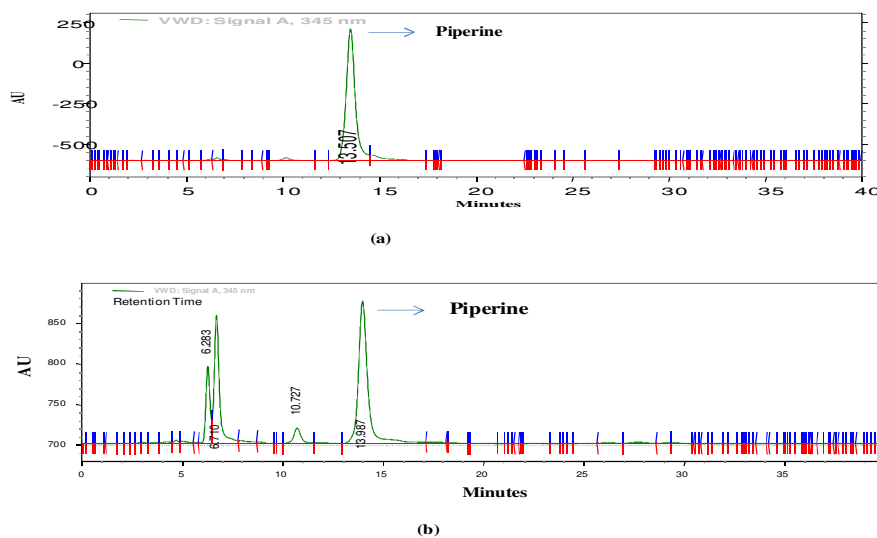 VWD: Signal A, 345 nm
Piperine
250
0
-250
-500
AU
13.507
0 5 10 15 20 25 30 35 40
Minutes
(a)
VWD: Signal A, 345 nm
Retention Time
Piperine
850
800
750
700
AU
6.283
6.710
10.727
13.987
0 5 10 15 20 25 30 35
Minutes
(b)